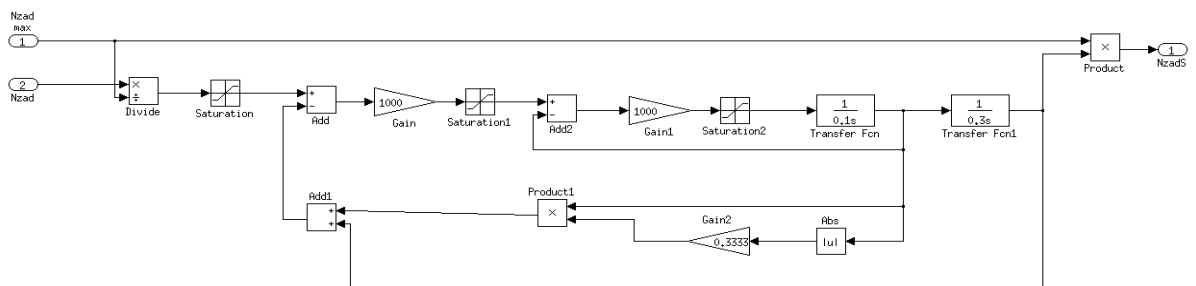 Nzad
max
1
2
Nzad
×
÷
Divide
Saturation
+
−
Add
1000
Gain
Saturation1
+
−
Add2
1000
Gain1
Saturation2
1
0.1s
Transfer Fcn
1
0.3s
Transfer Fcn1
×
Product
1
NzadS
Add1
+
+
Product1
×
Gain2
0.3333
Abs
|u|